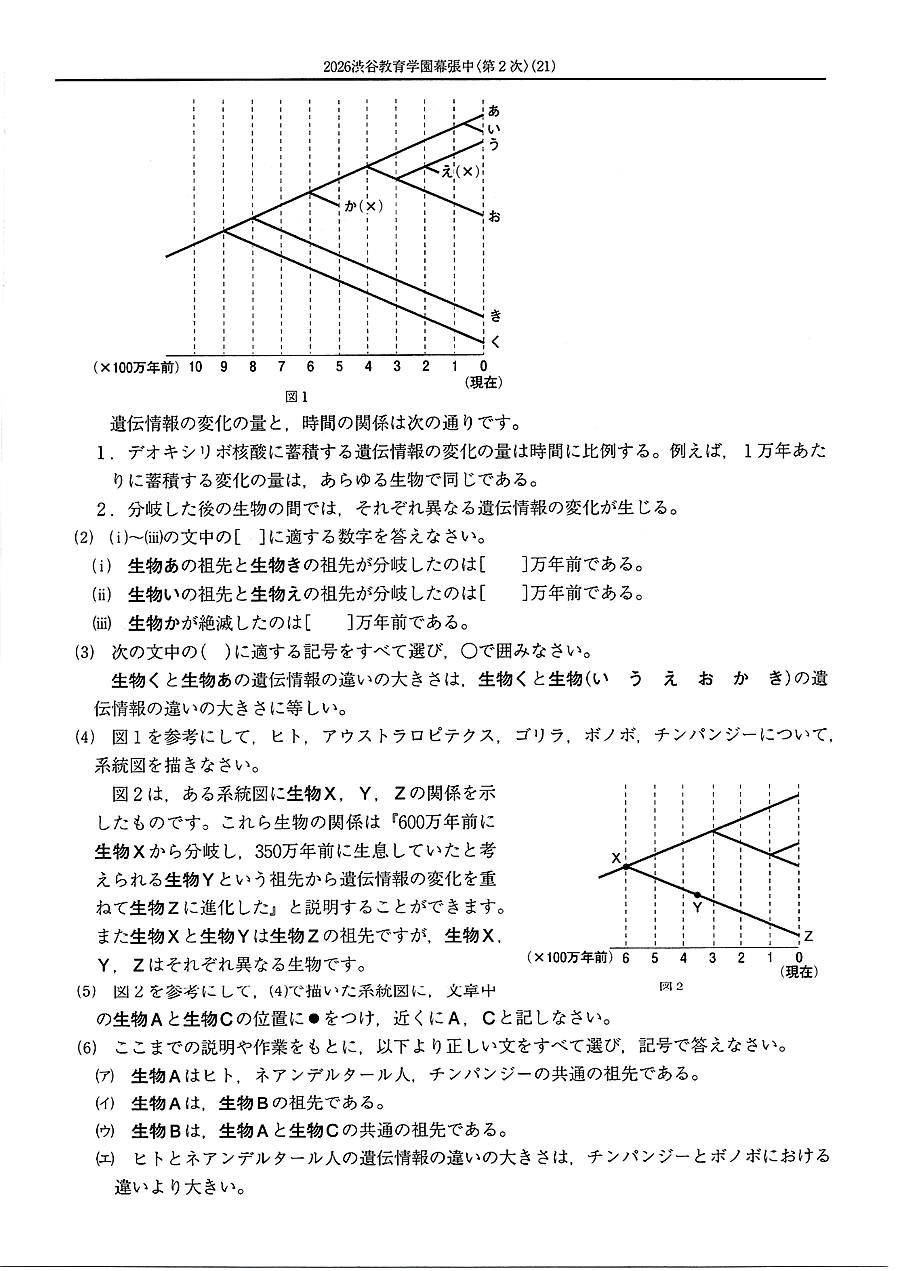 2026渋谷教育学園幕張中〈第2次〉(21)
あ
い
う
え(×)
か(×)
お
き
く
(×100万年前) 10 9 8 7 6 5 4 3 2 1 0
(現在)
図1
遺伝情報の変化の量と，時間の関係は次の通りです。
1．デオキシリボ核酸に蓄積する遺伝情報の変化の量は時間に比例する。例えば，1万年あた
りに蓄積する変化の量は，あらゆる生物で同じである。
2．分岐した後の生物の間では，それぞれ異なる遺伝情報の変化が生じる。
(2) (ⅰ)～(ⅲ)の文中の[　]に適する数字を答えなさい。
(ⅰ) 生物あの祖先と生物きの祖先が分岐したのは[　　]万年前である。
(ⅱ) 生物いの祖先と生物えの祖先が分岐したのは[　　]万年前である。
(ⅲ) 生物かが絶滅したのは[　　]万年前である。
(3) 次の文中の(　)に適する記号をすべて選び，○で囲みなさい。
生物くと生物あの遺伝情報の違いの大きさは，生物くと生物(い　う　え　お　か　き)の遺
伝情報の違いの大きさに等しい。
(4) 図1を参考にして，ヒト，アウストラロピテクス，ゴリラ，ボノボ，チンパンジーについて，
系統図を描きなさい。
図2は，ある系統図に生物X，Y，Zの関係を示
したものです。これら生物の関係は『600万年前に
生物Xから分岐し，350万年前に生息していたと考
えられる生物Yという祖先から遺伝情報の変化を重
ねて生物Zに進化した』と説明することができます。
また生物Xと生物Yは生物Zの祖先ですが，生物X，
Y，Zはそれぞれ異なる生物です。
X
Y
Z
(×100万年前) 6 5 4 3 2 1 0
(現在)
図2
(5) 図2を参考にして，(4)で描いた系統図に，文章中
の生物Aと生物Cの位置に●をつけ，近くにA，Cと記しなさい。
(6) ここまでの説明や作業をもとに，以下より正しい文をすべて選び，記号で答えなさい。
(ア) 生物Aはヒト，ネアンデルタール人，チンパンジーの共通の祖先である。
(イ) 生物Aは，生物Bの祖先である。
(ウ) 生物Bは，生物Aと生物Cの共通の祖先である。
(エ) ヒトとネアンデルタール人の遺伝情報の違いの大きさは，チンパンジーとボノボにおける
違いより大きい。